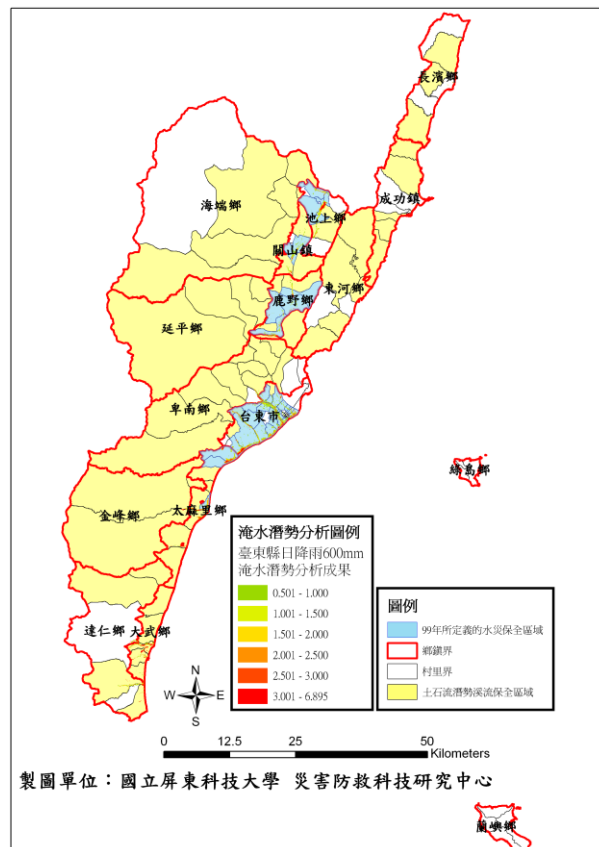 長濱鄉
成功鎮
海端鄉
池上鄉
關山鎮
鹿野鄉
東河鄉
延平鄉
卑南鄉
台東市
綠島鄉
金峰鄉
太麻里鄉
達仁鄉
大武鄉
淹水潛勢分析圖例
臺東縣日降雨600mm
淹水潛勢分析成果
0.501 - 1.000
1.001 - 1.500
1.501 - 2.000
2.001 - 2.500
2.501 - 3.000
3.001 - 6.895
圖例
99年所定義的水災保全區域
鄉鎮界
村里界
土石流潛勢溪流保全區域
N
W E
S
0 12.5 25 50
Kilometers
製圖單位：國立屏東科技大學 災害防救科技研究中心
蘭嶼鄉